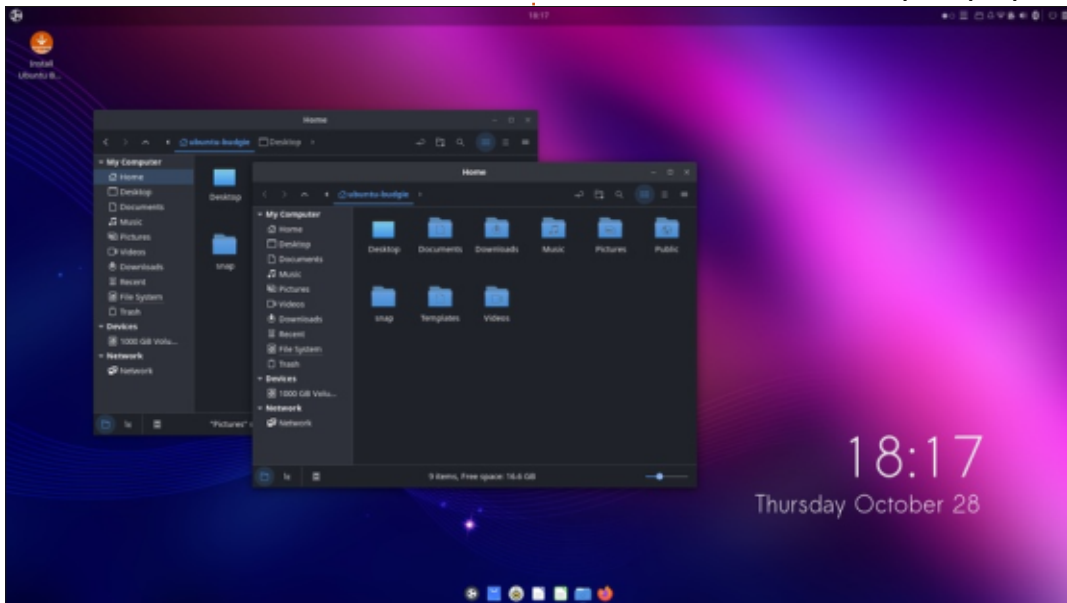 18:17
Install
Ubuntu B...
Home
ubuntu-budgie
Desktop
My Computer
Home
Desktop
Documents
Music
Pictures
Videos
Downloads
Recent
File System
Trash
Devices
1000 GB Volu...
Network
Network
Desktop
snap
"Pictures"
Home
ubuntu-budgie
My Computer
Home
Desktop
Documents
Music
Pictures
Videos
Downloads
Recent
File System
Trash
Devices
1000 GB Volu...
Network
Network
Desktop Documents Downloads Music Pictures Public
snap Templates Videos
9 items, Free space: 16.6 GB
18:17
Thursday October 28